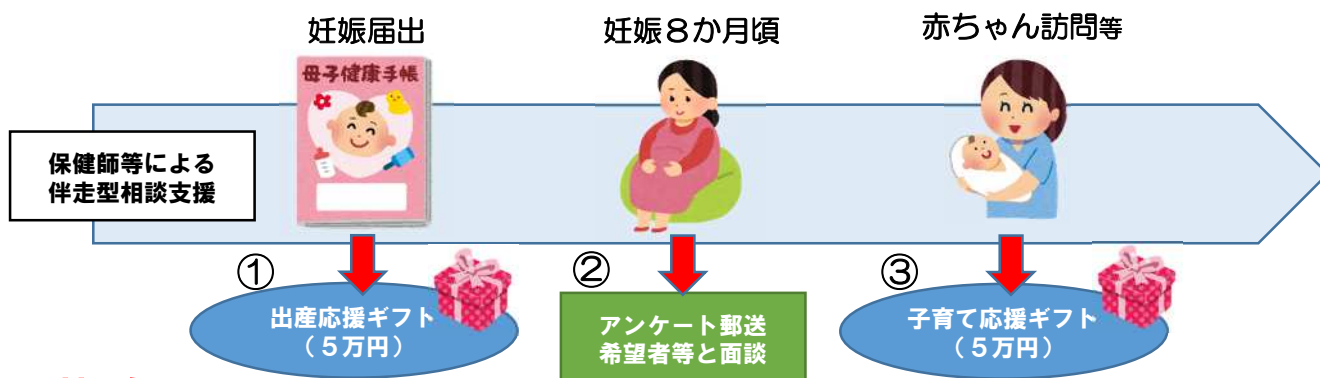 妊娠届出
妊娠８か月頃
赤ちゃん訪問等
母子健康手帳
保健師等による
伴走型相談支援
①
出産応援ギフト
（５万円）
②
アンケート郵送
希望者等と面談
③
子育て応援ギフト
（５万円）